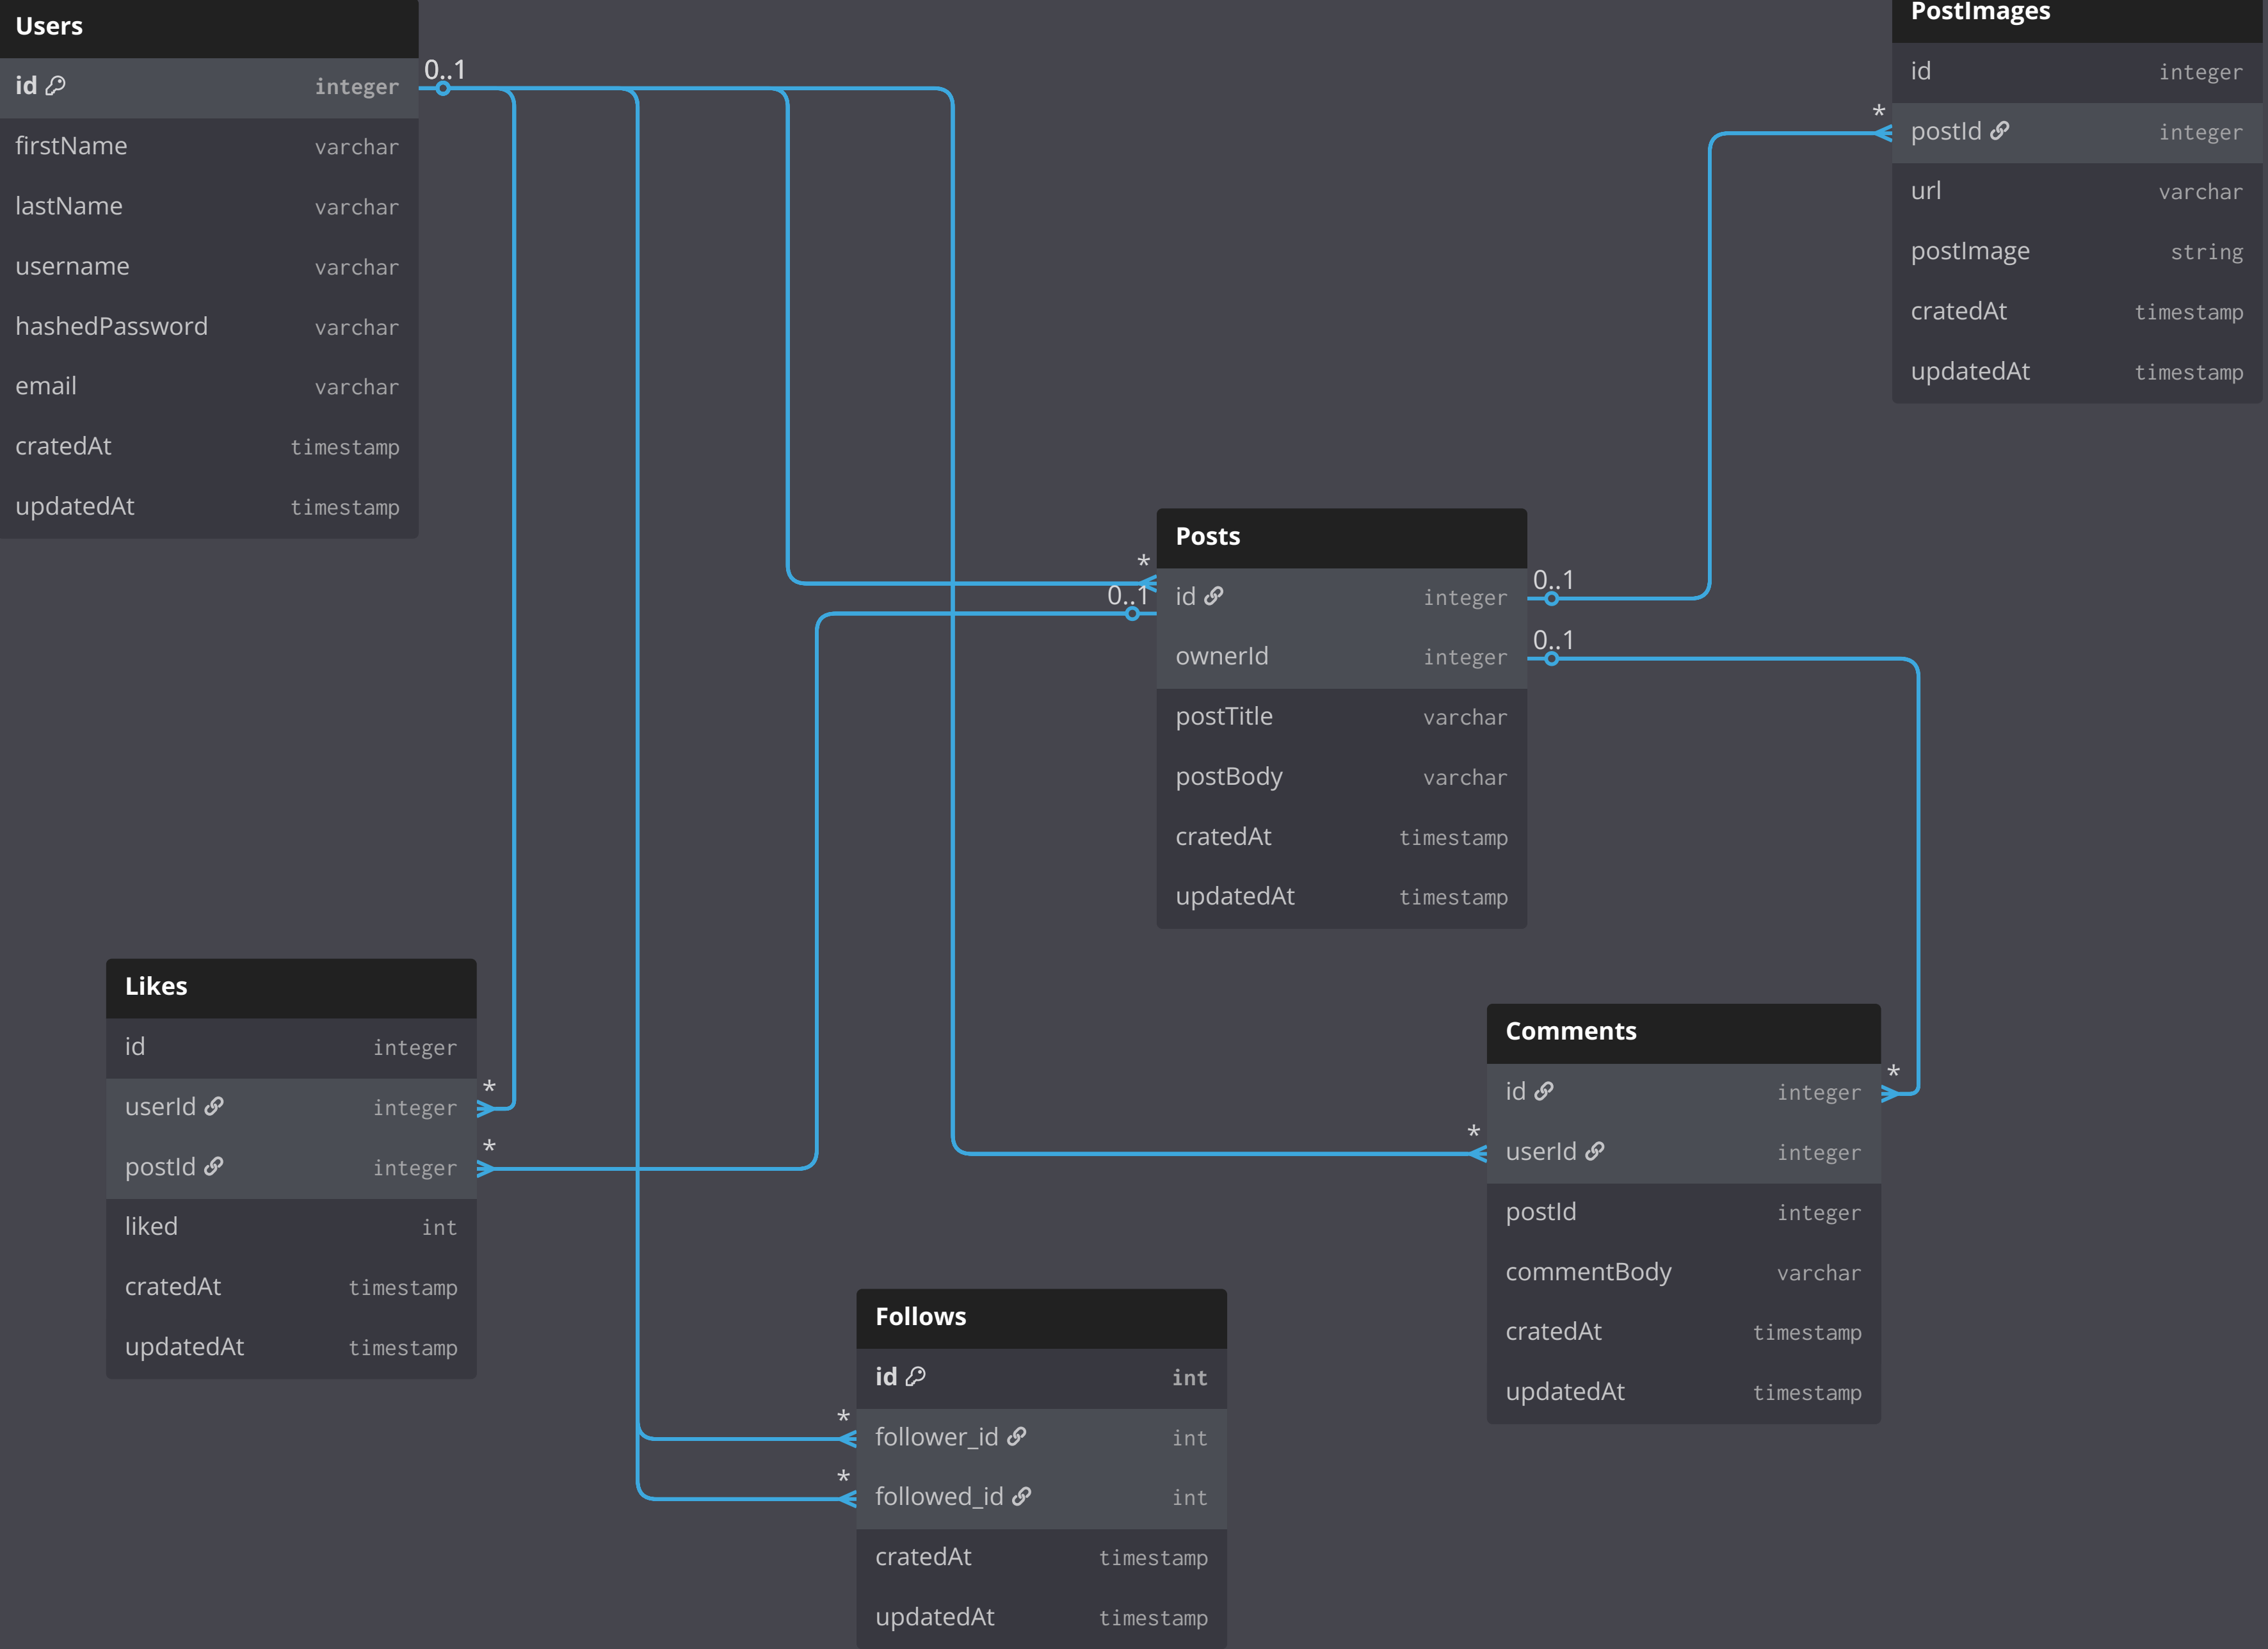 Users
id integer
firstName varchar
lastName varchar
username varchar
hashedPassword varchar
email varchar
cratedAt timestamp
updatedAt timestamp
0..1
PostImages
id integer
* postId integer
url varchar
postImage string
cratedAt timestamp
updatedAt timestamp
Posts
* id integer 0..1
0..1
ownerId integer 0..1
postTitle varchar
postBody varchar
cratedAt timestamp
updatedAt timestamp
Likes
id integer
userId integer *
postId integer *
liked int
cratedAt timestamp
updatedAt timestamp
Comments
id integer *
* userId integer
postId integer
commentBody varchar
cratedAt timestamp
updatedAt timestamp
Follows
id int
* follower_id int
* followed_id int
cratedAt timestamp
updatedAt timestamp